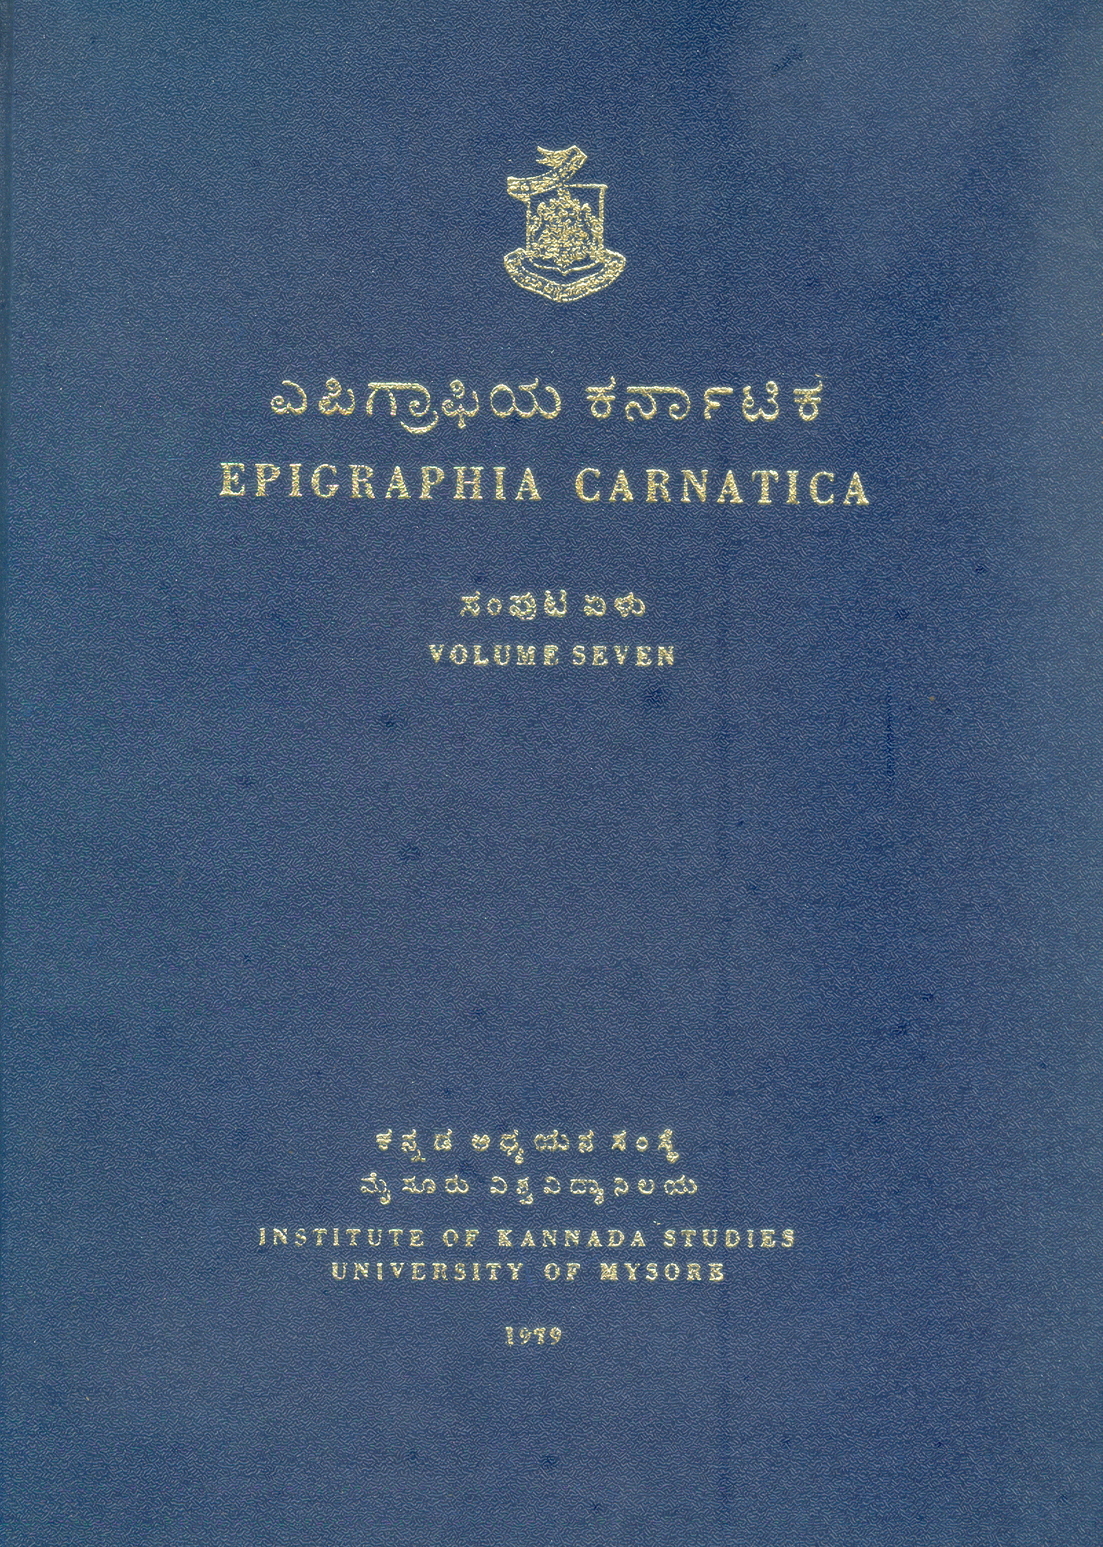 ಎಪಿಗ್ರಾಫಿಯ ಕರ್ನಾಟಿಕ
EPIGRAPHIA CARNATICA
ಸಂಪುಟ ಏಳು
VOLUME SEVEN
ಕನ್ನಡ ಅಧ್ಯಯನ ಸಂಸ್ಥೆ
ಮೈಸೂರು ವಿಶ್ವವಿದ್ಯಾನಿಲಯ
INSTITUTE OF KANNADA STUDIES
UNIVERSITY OF MYSORE
1979